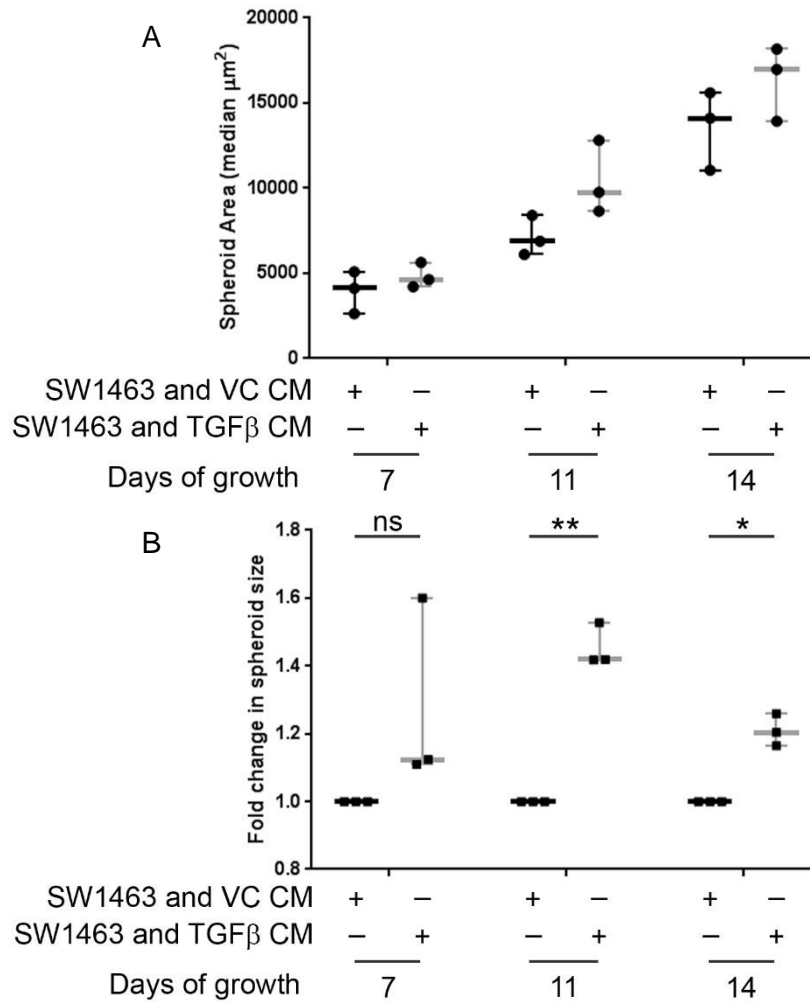 A
Spheroid Area (median μm²)
20000
15000
10000
5000
0
SW1463 and VC CM + − + − + −
SW1463 and TGFβ CM − + − + − +
Days of growth 7 11 14
B
Fold change in spheroid size
ns ** *
1.8
1.6
1.4
1.2
1.0
0.8
SW1463 and VC CM + − + − + −
SW1463 and TGFβ CM − + − + − +
Days of growth 7 11 14